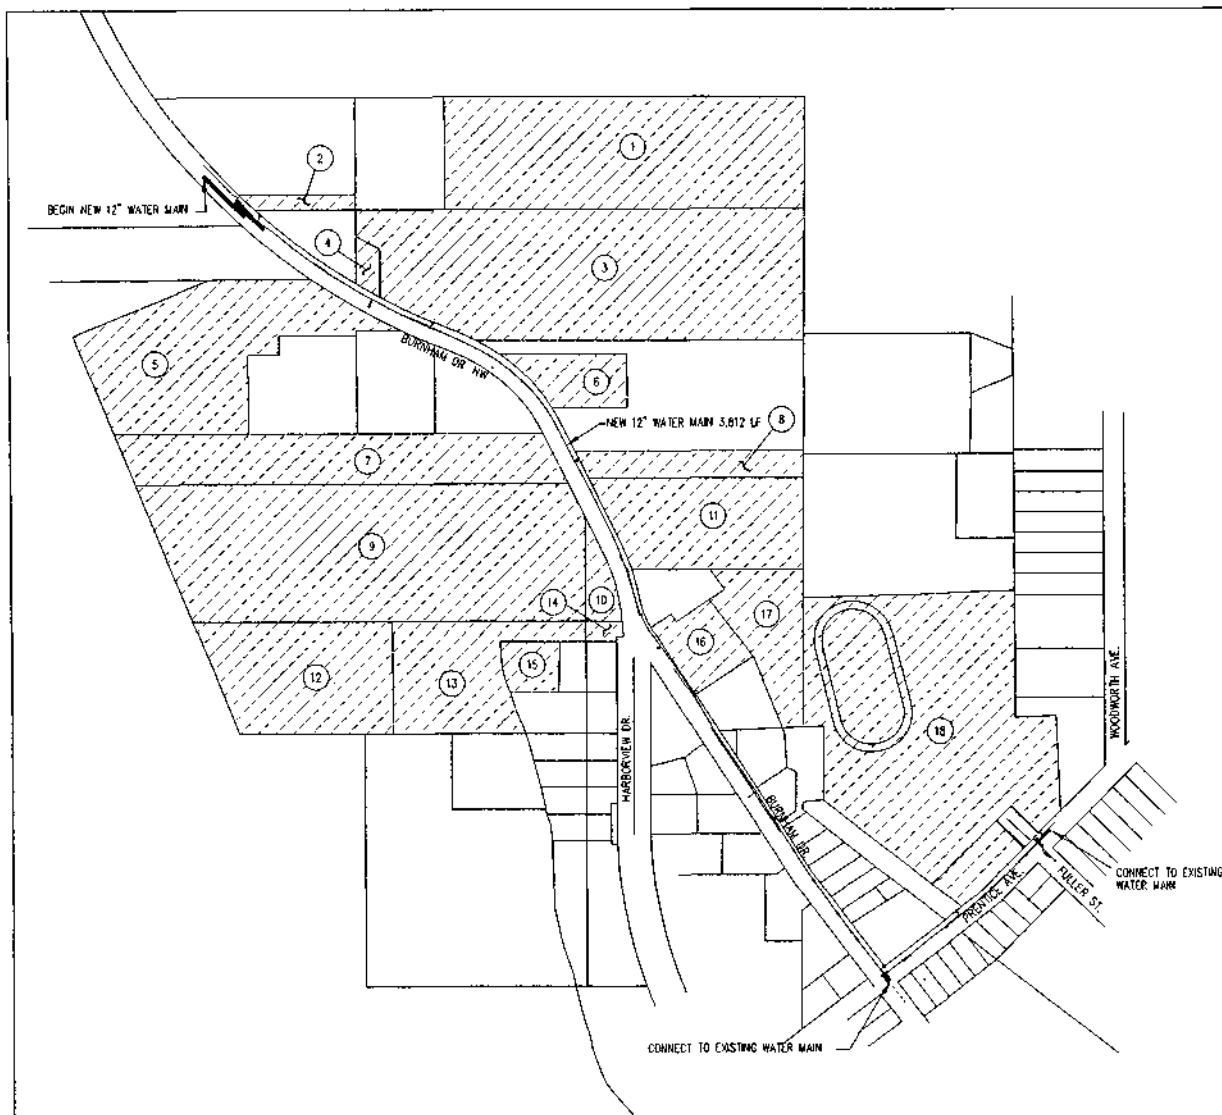 1
2
BEGIN NEW 12" WATER MAIN
4
3
BURNHAM DR NW
5
6
NEW 12" WATER MAIN 3,812 LF
8
7
11
9
14
10
17
16
15
12
13
WOODWORTH AVE.
18
HARBORVIEW DR.
BURNHAM DR.
CONNECT TO EXISTING
WATER MAIN
FULLER ST.
PRENTICE AVE.
CONNECT TO EXISTING WATER MAIN